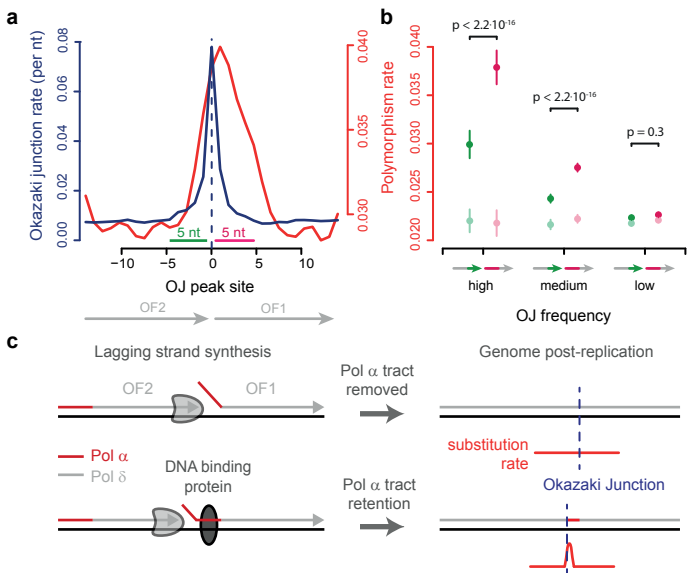 a
Okazaki junction rate (per nt)
0.00 0.02 0.04 0.06 0.08
0.030 0.035 0.040
5 nt 5 nt
−10 −5 0 5 10
OJ peak site
OF2 OF1
b
Polymorphism rate
0.020 0.025 0.030 0.035 0.040
p < 2.2·10-16
p < 2.2·10-16
p = 0.3
high medium low
OJ frequency
c
Lagging strand synthesis
OF2 OF1
Pol α tract
removed
Genome post-replication
substitution
rate
Pol α
Pol δ
DNA binding
protein
Pol α tract
retention
Okazaki Junction